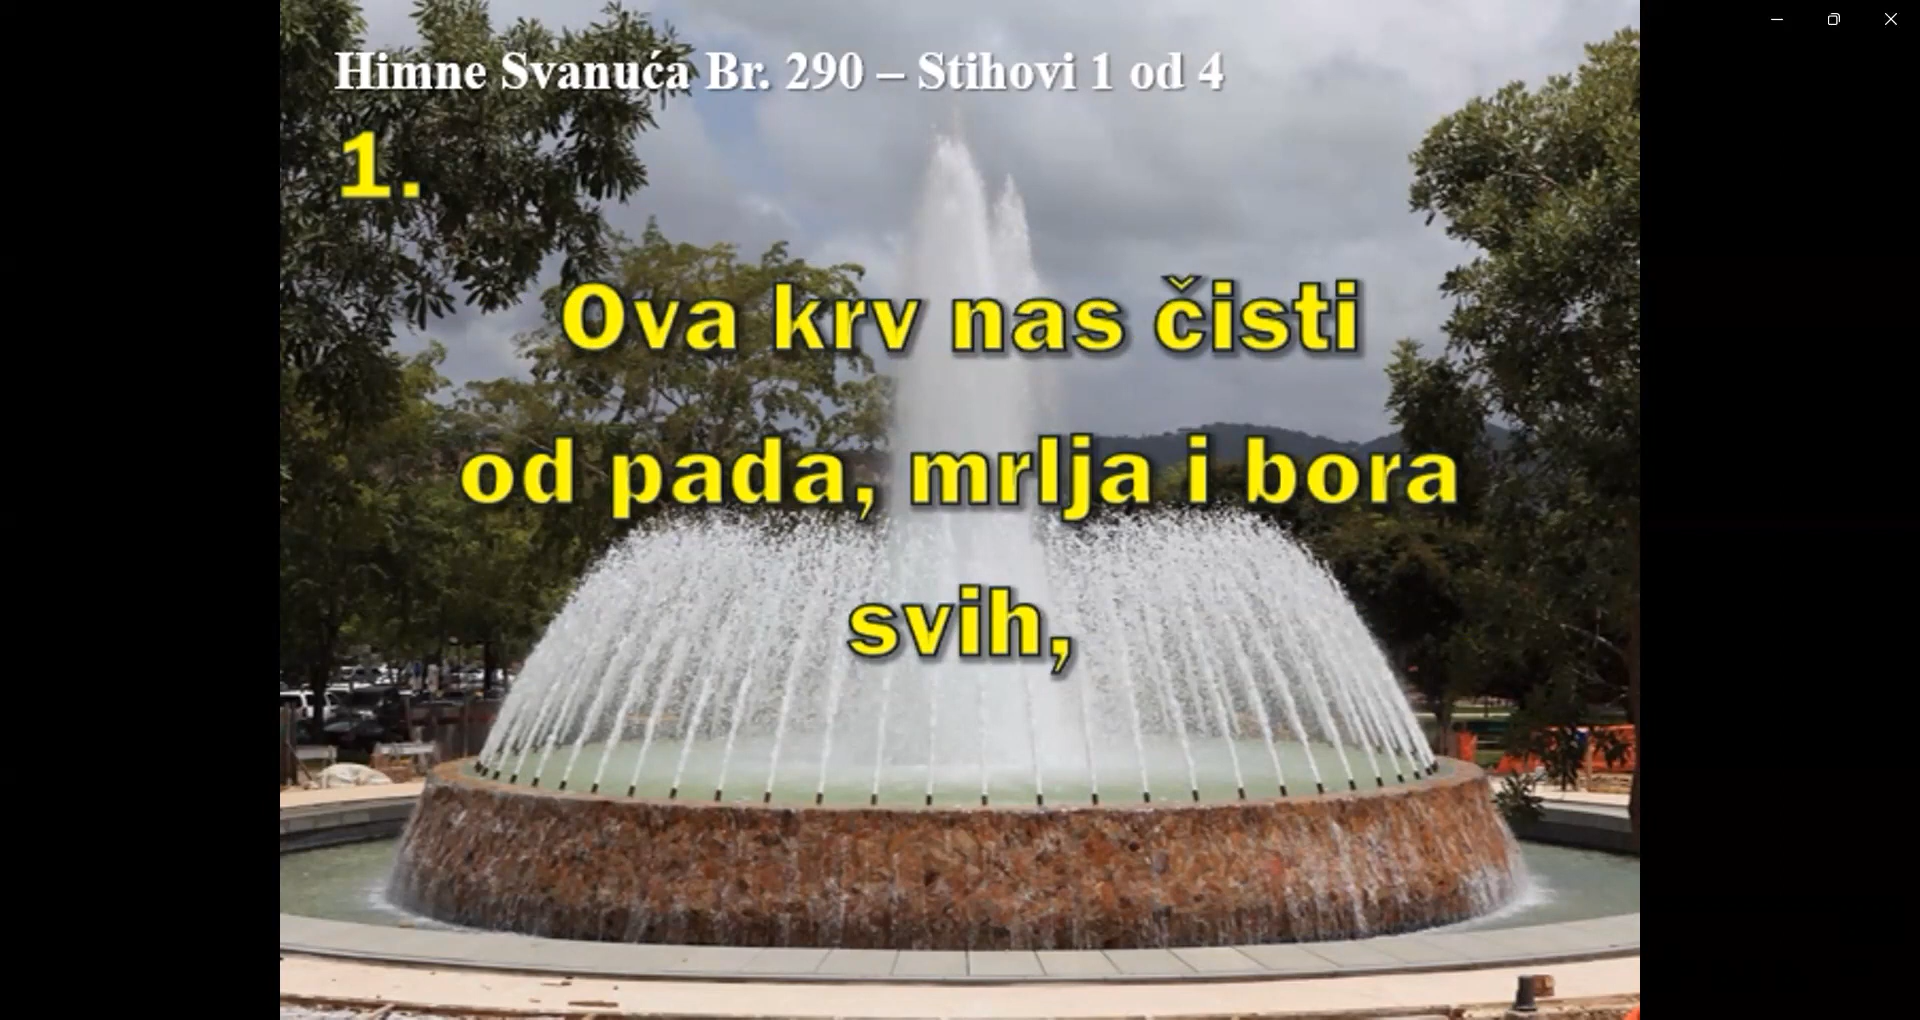 Himne Svanuća Br. 290 – Stihovi 1 od 4
1.
Ova krv nas čisti
od pada, mrlja i bora
svih,